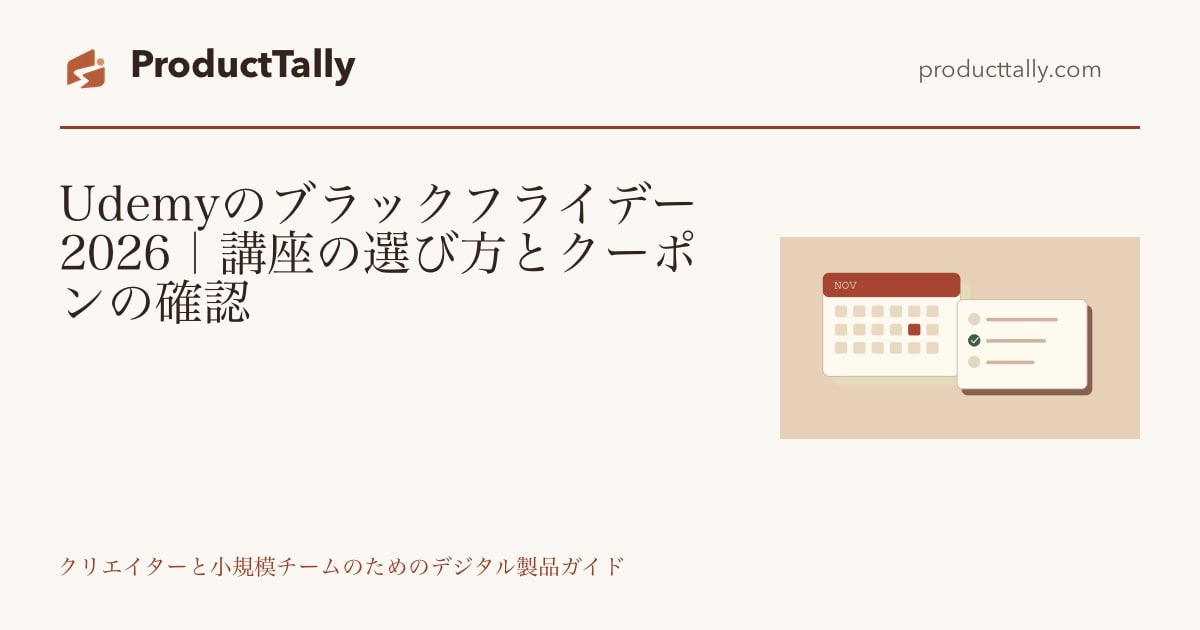 ProductTally
producttally.com
Udemyのブラックフライデー
2026｜講座の選び方とクーポ
ンの確認
NOV
クリエイターと小規模チームのためのデジタル製品ガイド